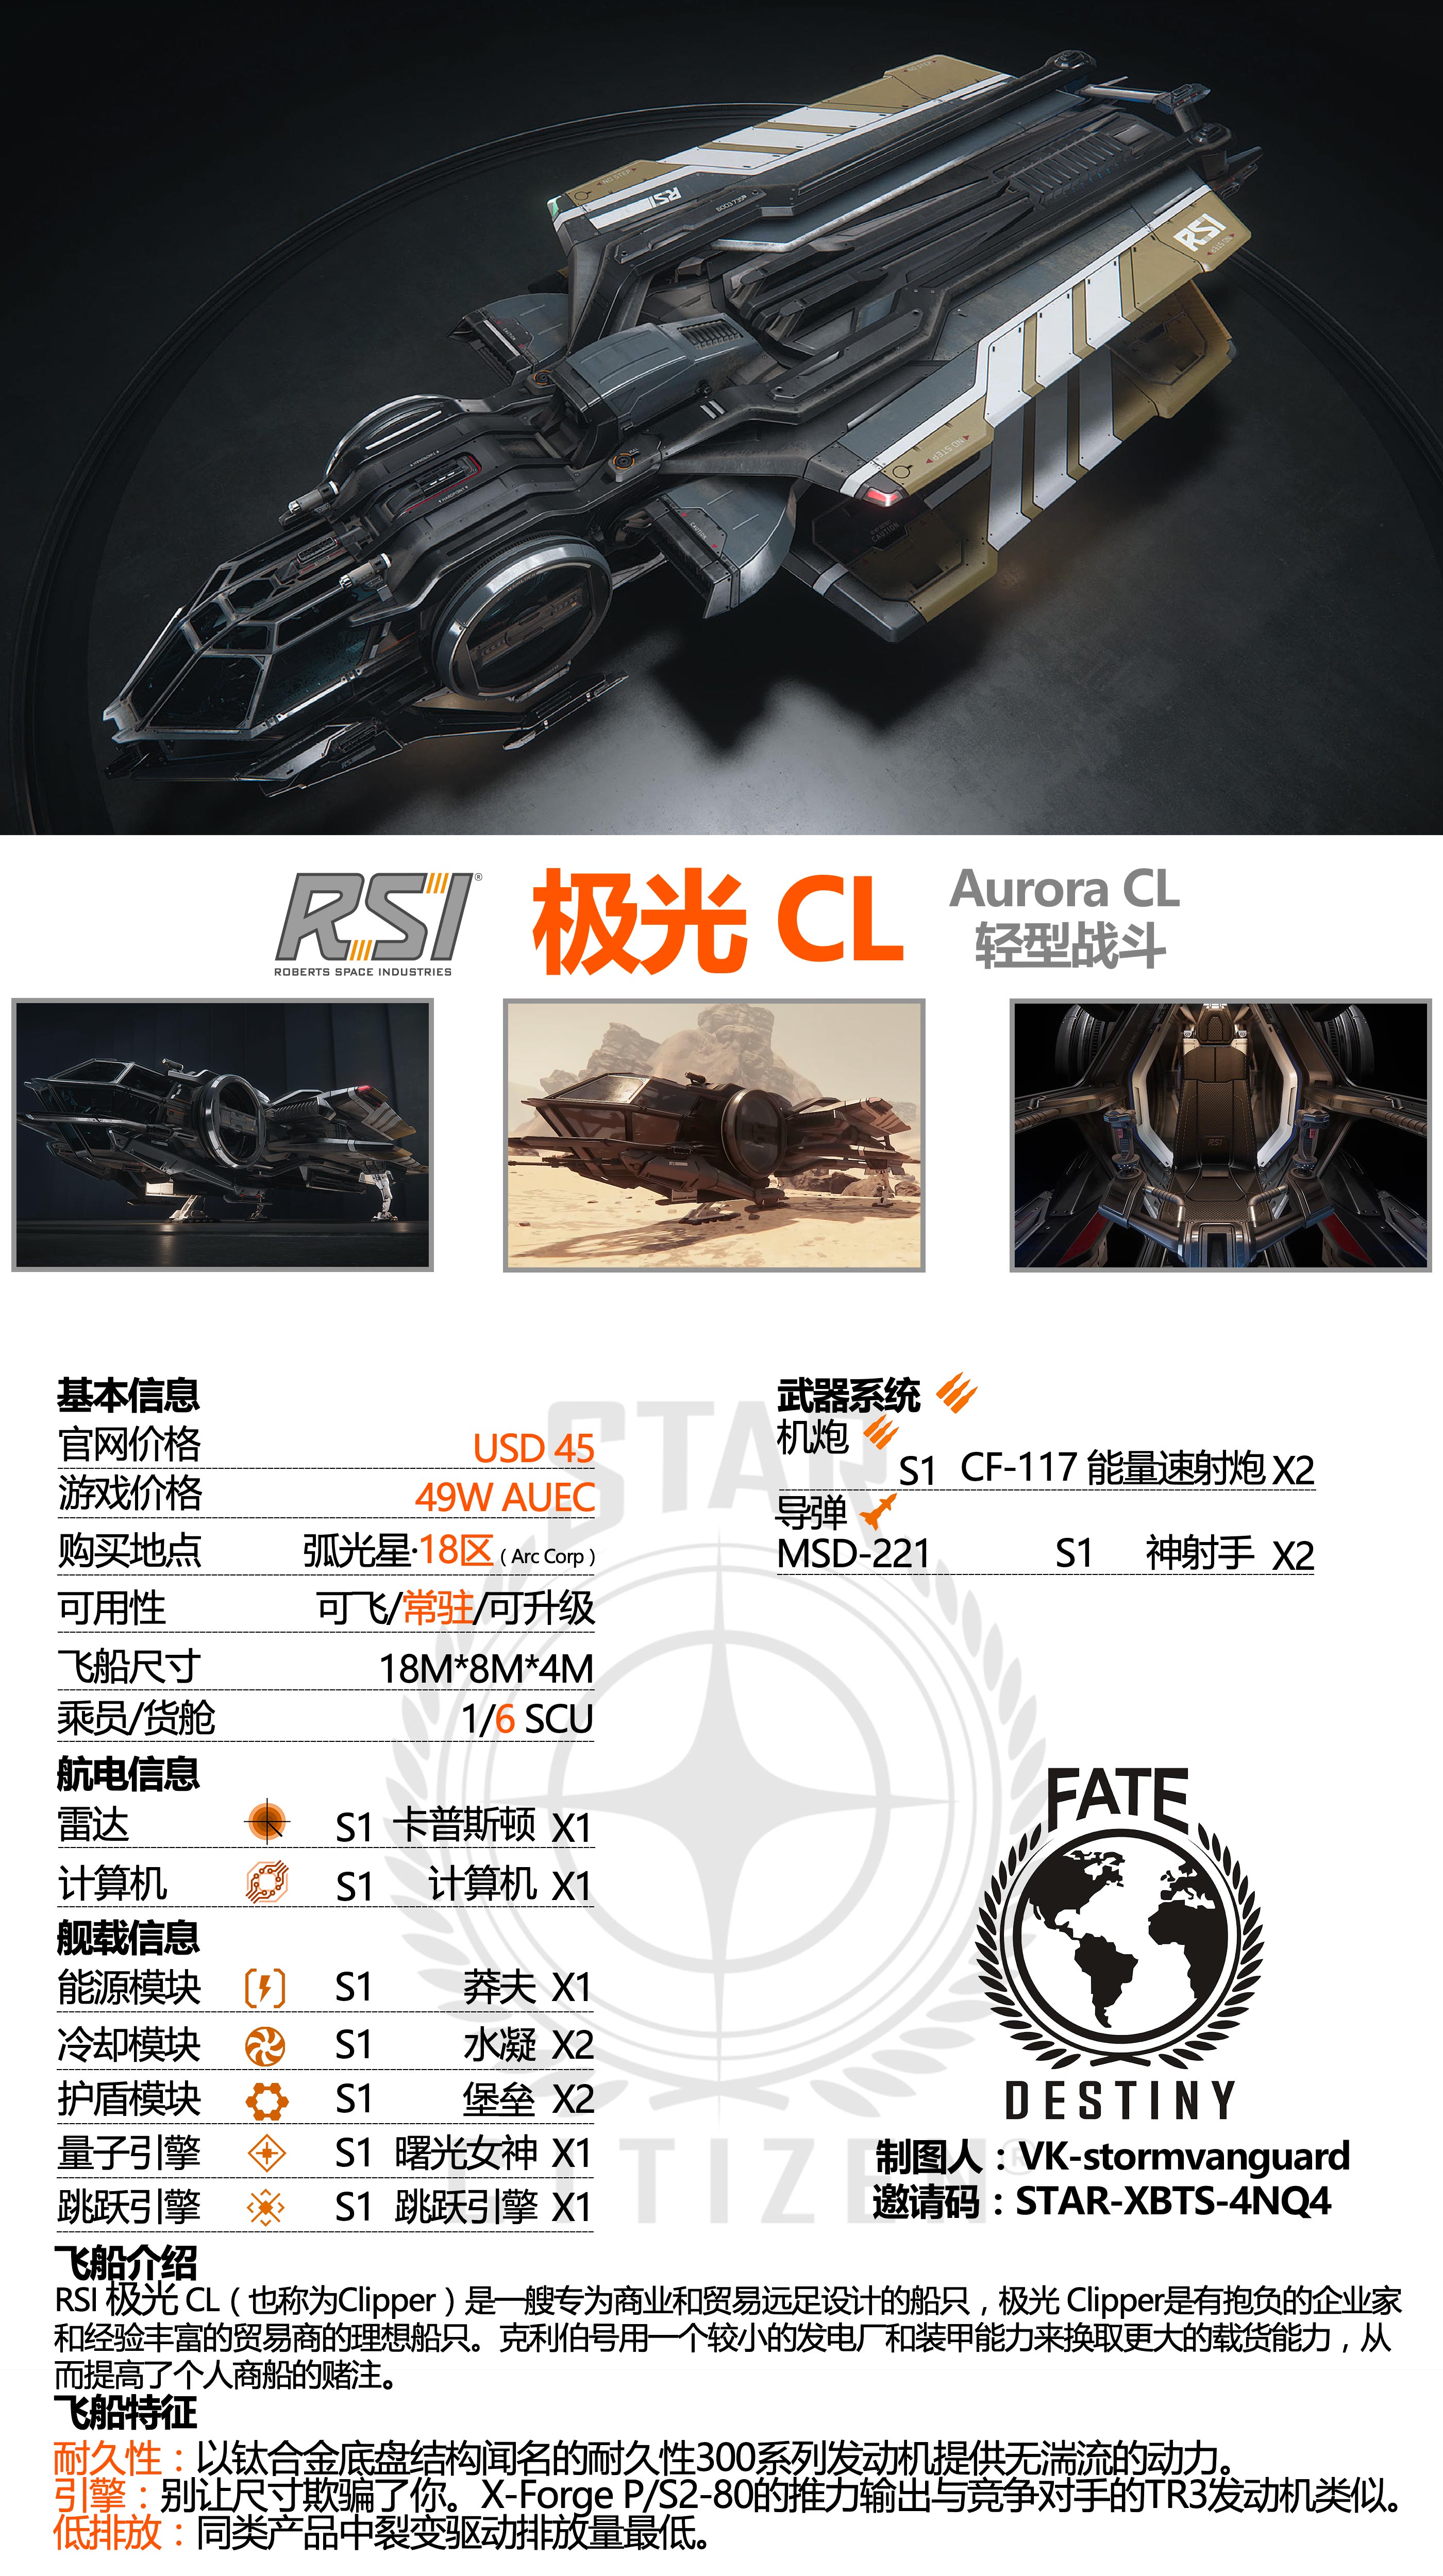 NO STEP
NO STEP
RSI
RSI
NO STEP
NO STEP
CAUTION
CAUTION
RSI®
ROBERTS SPACE INDUSTRIES
极光 CL
Aurora CL
轻型战斗
RSI
STAR
CITIZEN®
基本信息
官网价格 USD 45
游戏价格 49W AUEC
购买地点 弧光星·18区（Arc Corp）
可用性 可飞/常驻/可升级
飞船尺寸 18M*8M*4M
乘员/货舱 1/6 SCU
航电信息
雷达 S1 卡普斯顿 X1
计算机 S1 计算机 X1
舰载信息
能源模块 S1 莽夫 X1
冷却模块 S1 水凝 X2
护盾模块 S1 堡垒 X2
量子引擎 S1 曙光女神 X1
跳跃引擎 S1 跳跃引擎 X1
武器系统
机炮
S1 CF-117 能量速射炮 X2
导弹
MSD-221 S1 神射手 X2
FATE
DESTINY
制图人：VK-stormvanguard
邀请码：STAR-XBTS-4NQ4
飞船介绍
RSI 极光 CL（也称为Clipper）是一艘专为商业和贸易远足设计的船只，极光 Clipper是有抱负的企业家
和经验丰富的贸易商的理想船只。克利伯号用一个较小的发电厂和装甲能力来换取更大的载货能力，从
而提高了个人商船的赌注。
飞船特征
耐久性：以钛合金底盘结构闻名的耐久性300系列发动机提供无湍流的动力。
引擎：别让尺寸欺骗了你。X-Forge P/S2-80的推力输出与竞争对手的TR3发动机类似。
低排放：同类产品中裂变驱动排放量最低。